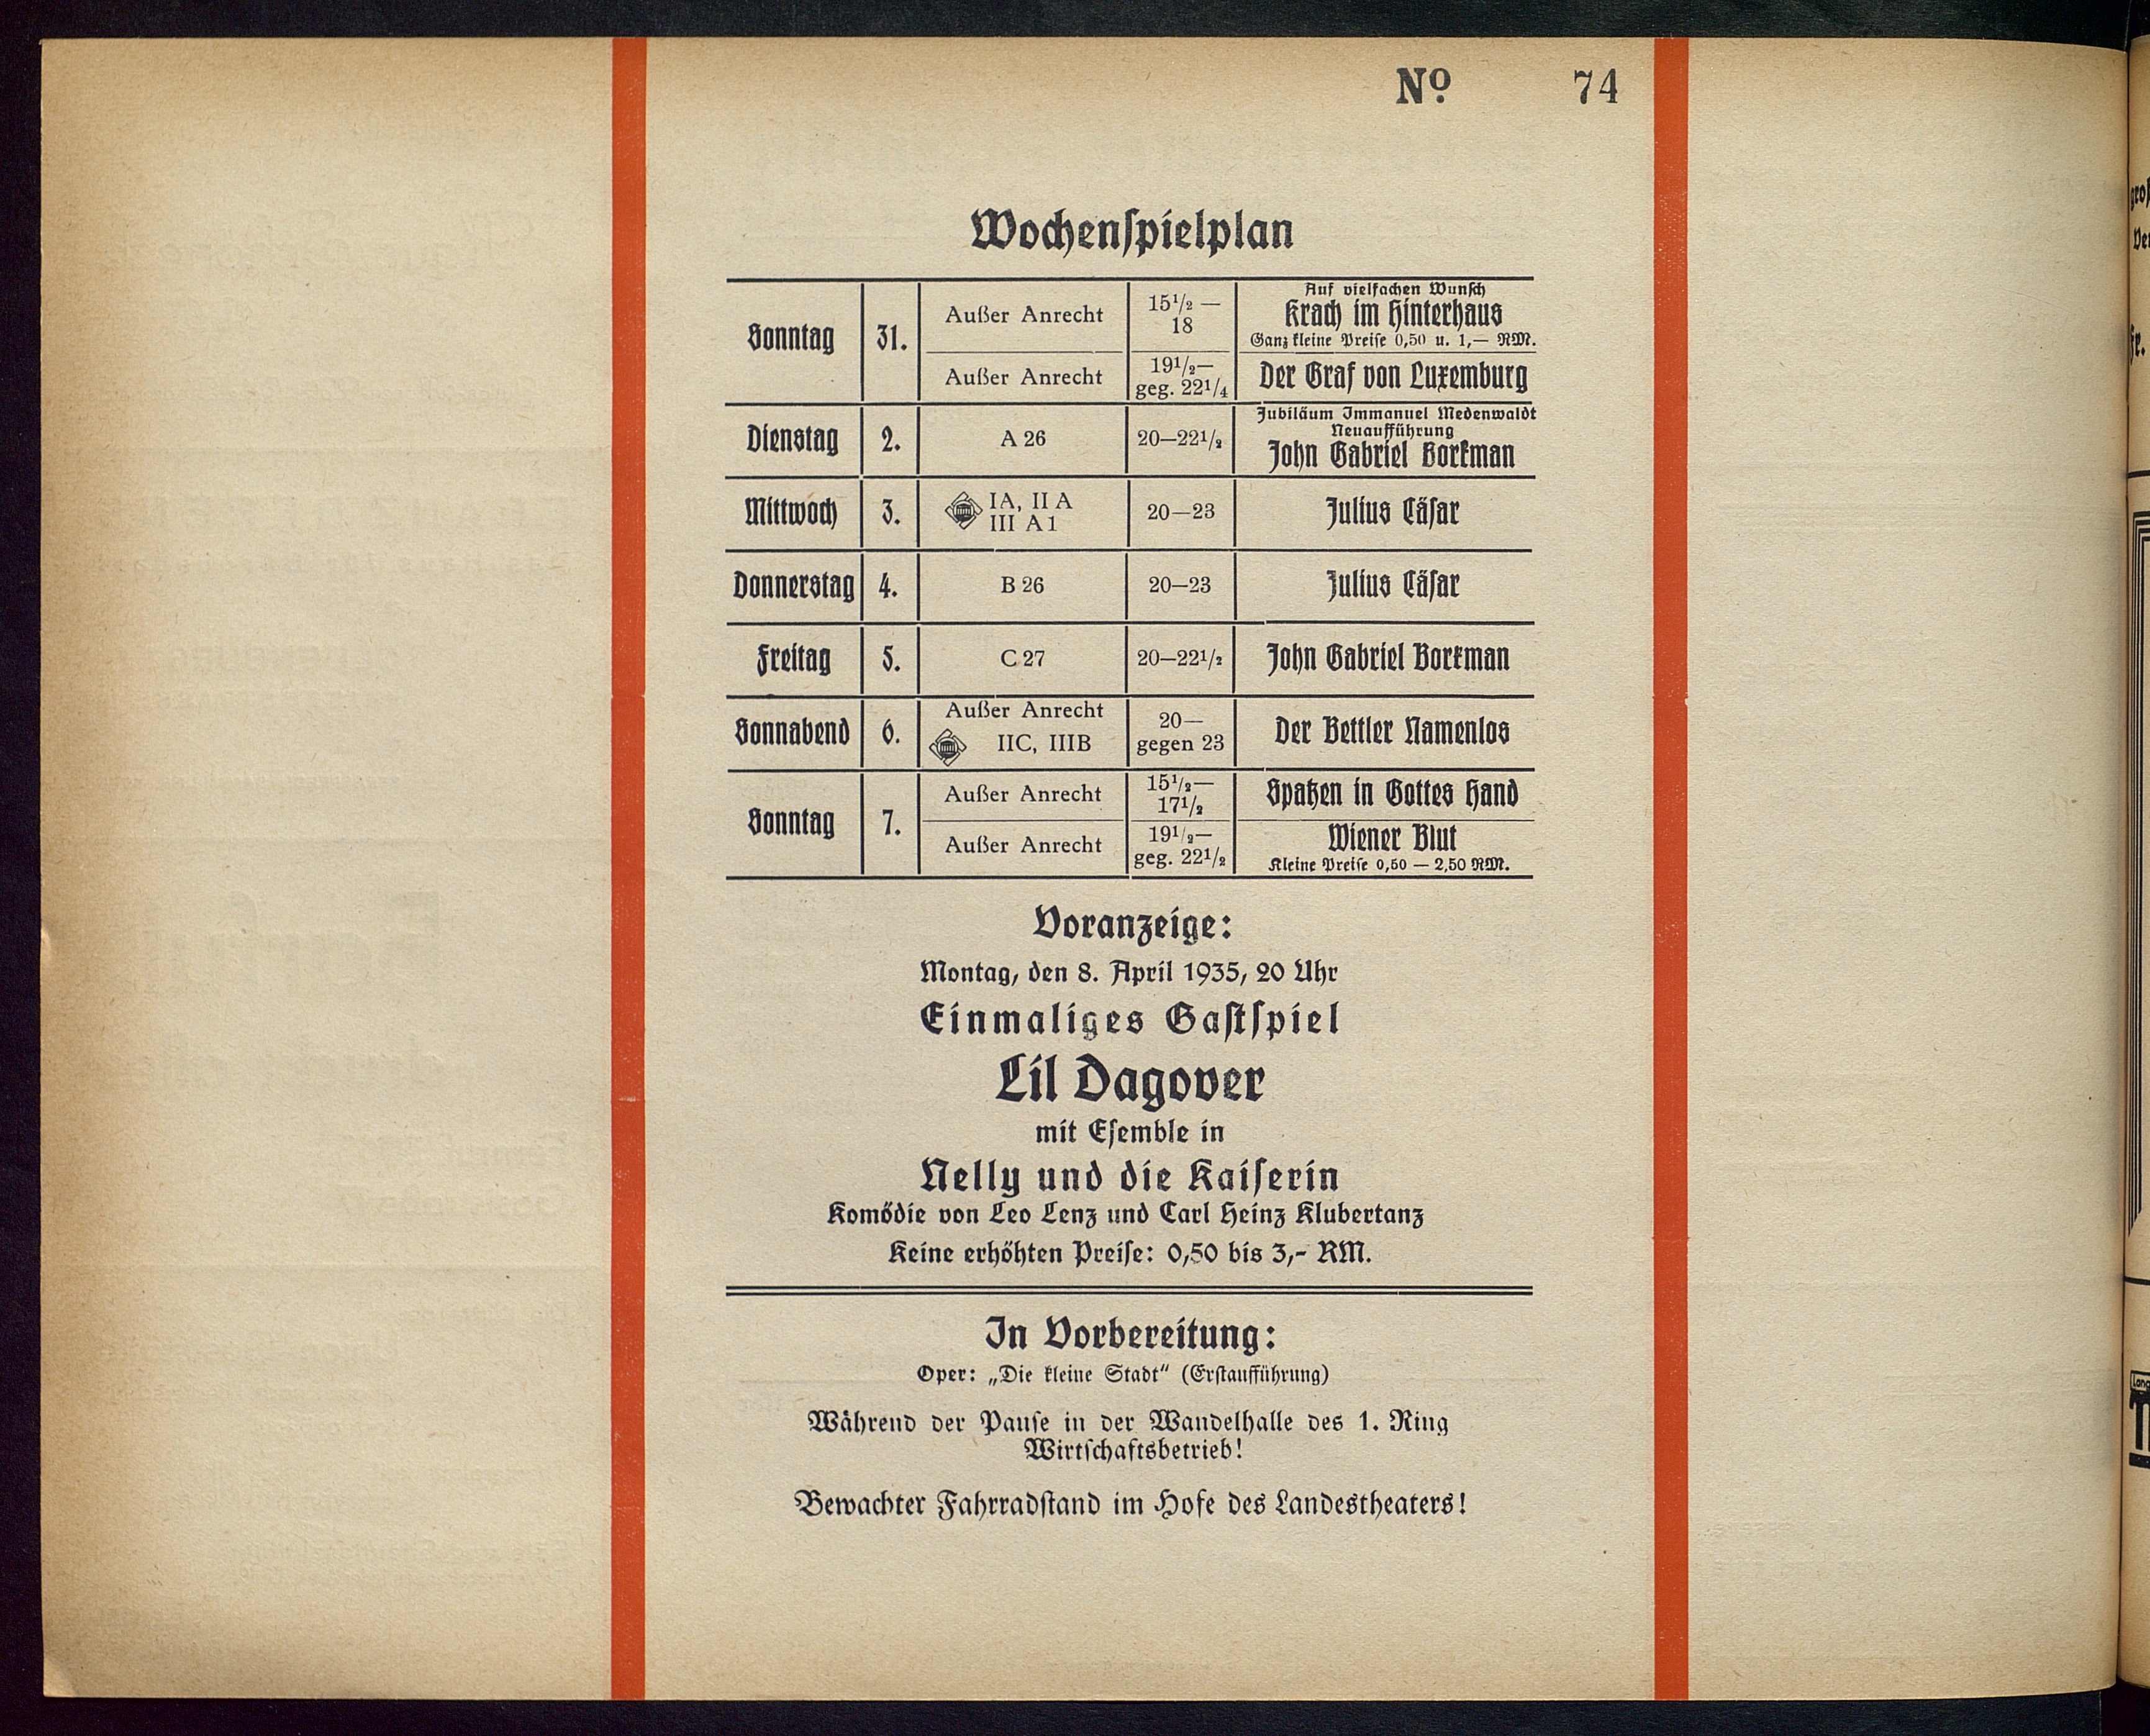 Nº 74
Wochenspielplan
Sonntag 31. Außer Anrecht 15½ — 18 Auf vielfachen Wunsch
Krach im Hinterhaus
Ganz kleine Preise 0,50 u. 1,— RM.
Außer Anrecht 19½— geg. 22¼ Der Graf von Luxemburg
Dienstag 2. A 26 20—22½ Jubiläum Immanuel Medenwaldt
Neuaufführung
John Gabriel Borkman
Mittwoch 3. IA, II A III A1 20—23 Julius Cäsar
Donnerstag 4. B 26 20—23 Julius Cäsar
Freitag 5. C 27 20—22½ John Gabriel Borkman
Sonnabend 6. Außer Anrecht IIC, IIIB 20— gegen 23 Der Bettler Namenlos
Sonntag 7. Außer Anrecht 15½— 17½ Spatzen in Gottes Hand
Außer Anrecht 19½— geg. 22½ Wiener Blut
Kleine Preise 0,50 — 2,50 RM.
Voranzeige:
Montag, den 8. April 1935, 20 Uhr
Einmaliges Gastspiel
Lil Dagover
mit Esemble in
Nelly und die Kaiserin
Komödie von Leo Lenz und Carl Heinz Klubertanz
Keine erhöhten Preise: 0,50 bis 3,- RM.
In Vorbereitung:
Oper: „Die kleine Stadt“ (Erstaufführung)
Während der Pause in der Wandelhalle des 1. Ring
Wirtschaftsbetrieb!
Bewachter Fahrradstand im Hofe des Landestheaters!